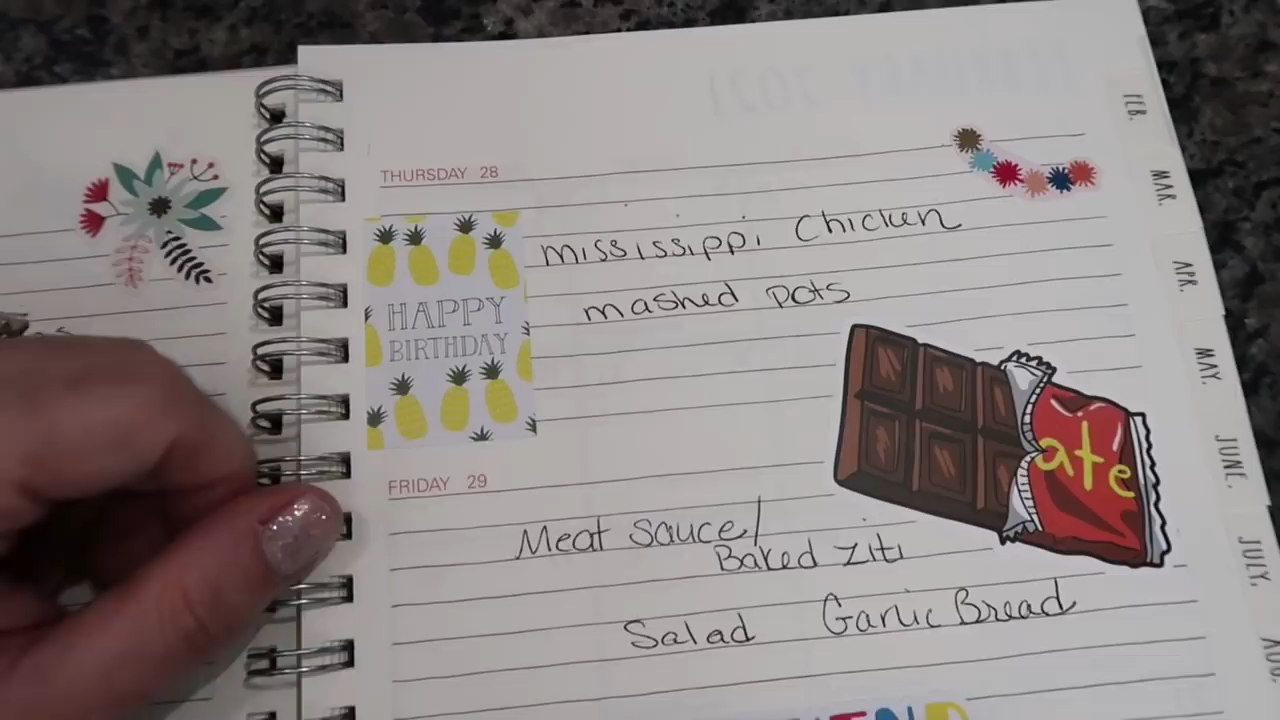 FEB.
THURSDAY 28
MAR.
mississippi Chicken
APR.
mashed pots
HAPPY
BIRTHDAY
MAY.
ate
JUNE.
FRIDAY 29
Meat sauce/
Baked ziti
JULY.
Salad Garlic Bread